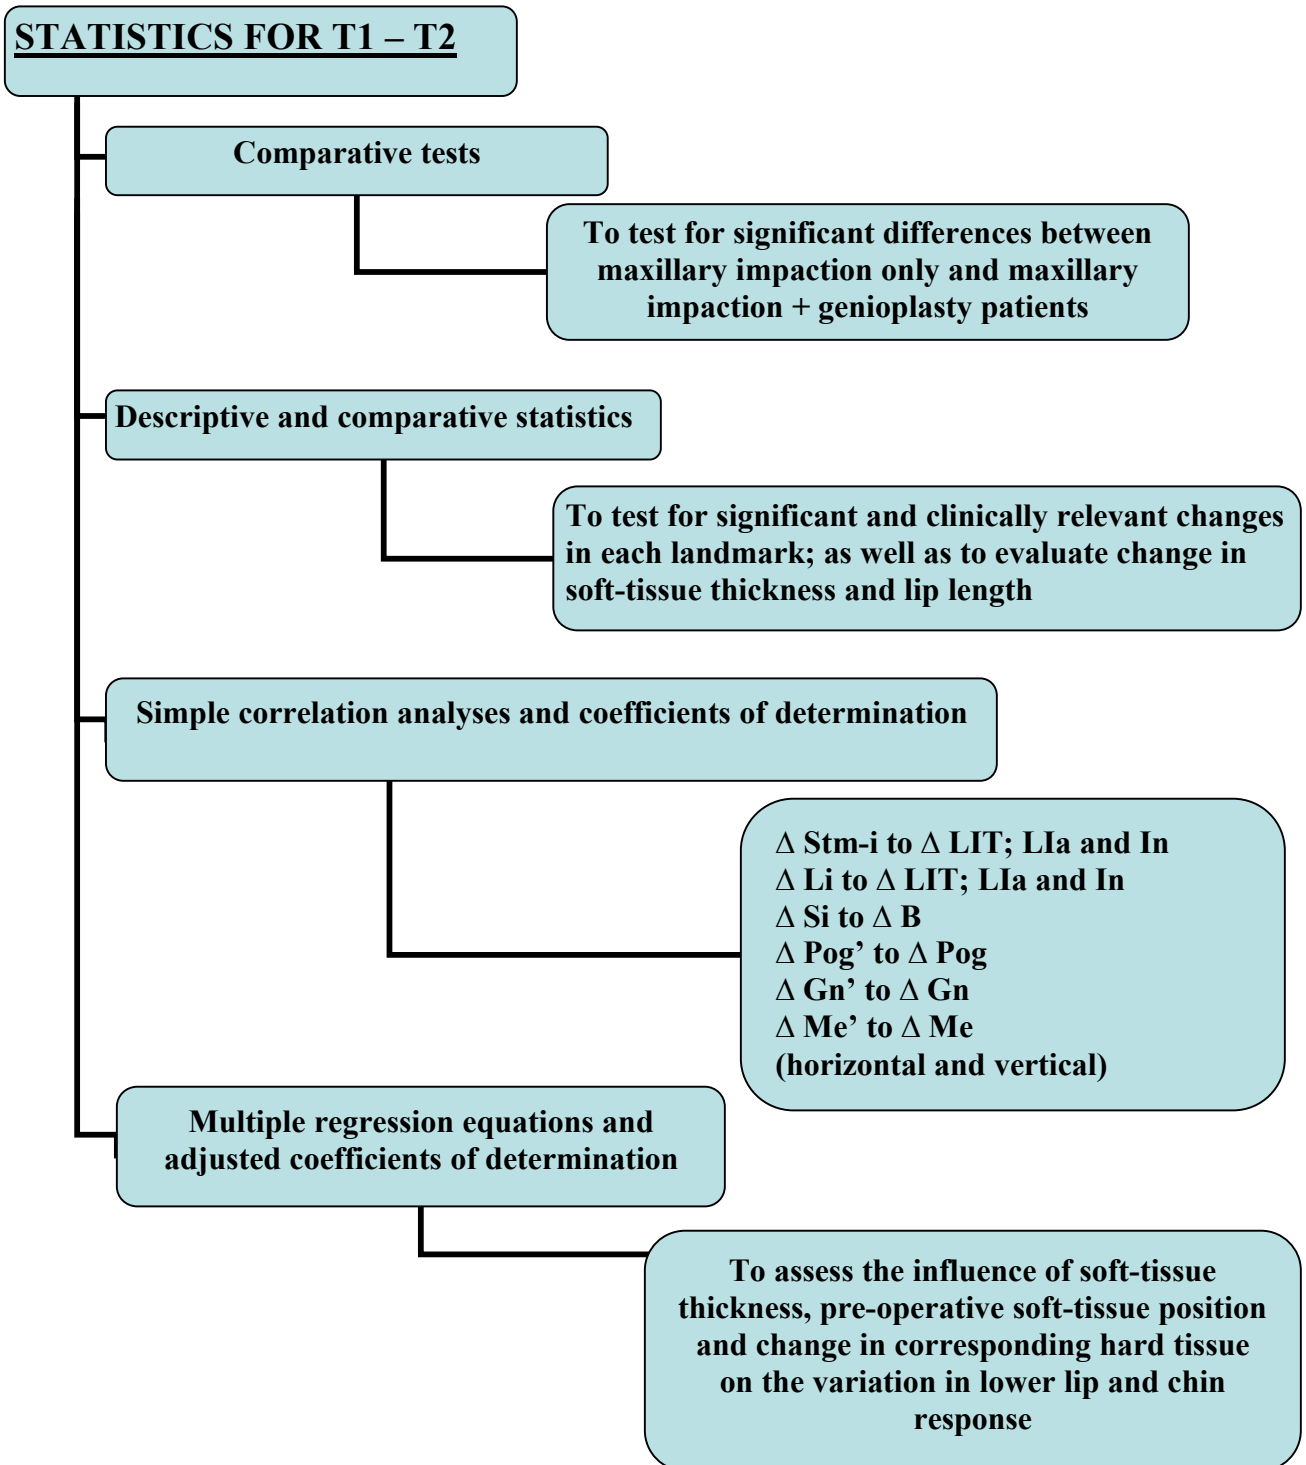 STATISTICS FOR T1 – T2
Comparative tests
To test for significant differences between
maxillary impaction only and maxillary
impaction + genioplasty patients
Descriptive and comparative statistics
To test for significant and clinically relevant changes
in each landmark; as well as to evaluate change in
soft-tissue thickness and lip length
Simple correlation analyses and coefficients of determination
∆ Stm-i to ∆ LIT; LIa and In
∆ Li to ∆ LIT; LIa and In
∆ Si to ∆ B
∆ Pog’ to ∆ Pog
∆ Gn’ to ∆ Gn
∆ Me’ to ∆ Me
(horizontal and vertical)
Multiple regression equations and
adjusted coefficients of determination
To assess the influence of soft-tissue
thickness, pre-operative soft-tissue position
and change in corresponding hard tissue
on the variation in lower lip and chin
response